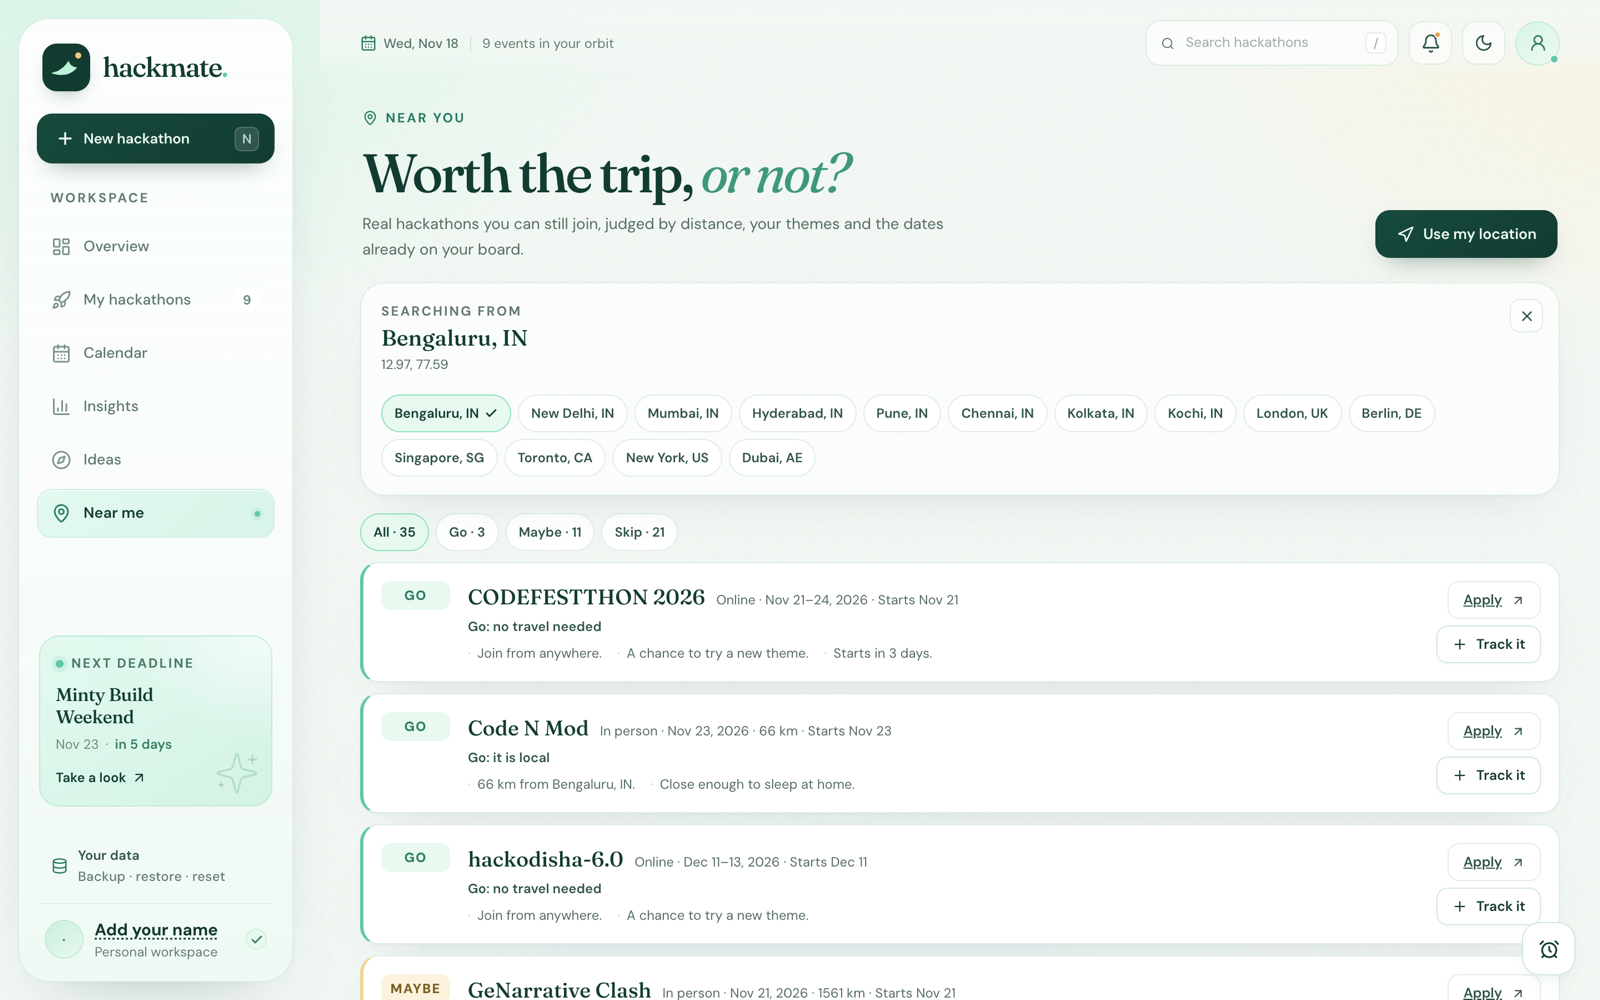 hackmate.
New hackathon N
WORKSPACE
Overview
My hackathons 9
Calendar
Insights
Ideas
Near me
NEXT DEADLINE
Minty Build
Weekend
Nov 23 · in 5 days
Take a look
Your data
Backup · restore · reset
Add your name
Personal workspace
Wed, Nov 18
9 events in your orbit
Search hackathons /
NEAR YOU
Worth the trip, or not?
Real hackathons you can still join, judged by distance, your themes and the dates
already on your board.
Use my location
SEARCHING FROM
Bengaluru, IN
12.97, 77.59
Bengaluru, IN New Delhi, IN Mumbai, IN Hyderabad, IN Pune, IN Chennai, IN Kolkata, IN Kochi, IN London, UK Berlin, DE
Singapore, SG Toronto, CA New York, US Dubai, AE
All · 35 Go · 3 Maybe · 11 Skip · 21
GO CODEFESTTHON 2026 Online · Nov 21–24, 2026 · Starts Nov 21 Apply
Go: no travel needed
· Join from anywhere. · A chance to try a new theme. · Starts in 3 days. Track it
GO Code N Mod In person · Nov 23, 2026 · 66 km · Starts Nov 23 Apply
Go: it is local
· 66 km from Bengaluru, IN. · Close enough to sleep at home. Track it
GO hackodisha-6.0 Online · Dec 11–13, 2026 · Starts Dec 11 Apply
Go: no travel needed
· Join from anywhere. · A chance to try a new theme. Track it
MAYBE GeNarrative Clash In person · Nov 21, 2026 · 1561 km · Starts Nov 21 Apply